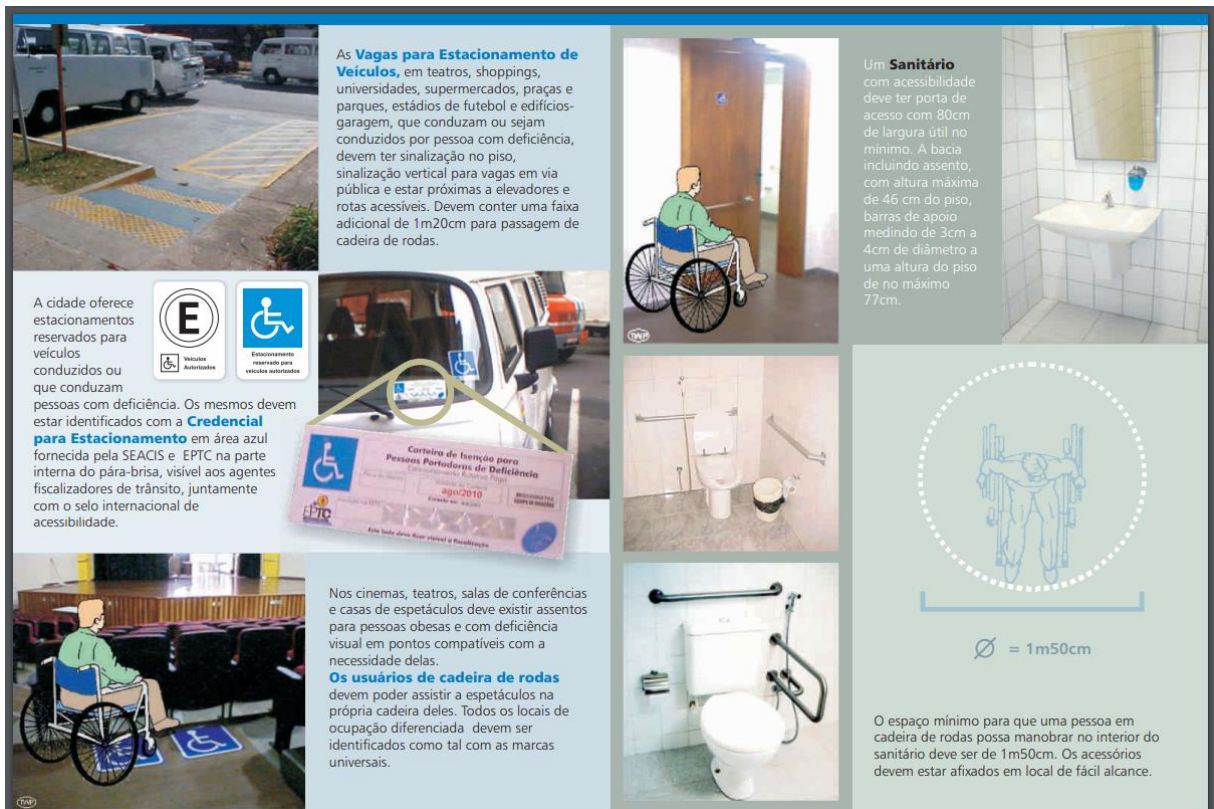 As Vagas para Estacionamento de
Veículos, em teatros, shoppings,
universidades, supermercados, praças e
parques, estádios de futebol e edifícios-
garagem, que conduzam ou sejam
conduzidos por pessoa com deficiência,
devem ter sinalização no piso,
sinalização vertical para vagas em via
pública e estar próximas a elevadores e
rotas acessíveis. Devem conter uma faixa
adicional de 1m20cm para passagem de
cadeira de rodas.
A cidade oferece
estacionamentos
reservados para
veículos
conduzidos ou
que conduzam
pessoas com deficiência. Os mesmos devem
estar identificados com a Credencial
para Estacionamento em área azul
fornecida pela SEACIS e EPTC na parte
interna do pára-brisa, visível aos agentes
fiscalizadores de trânsito, juntamente
com o selo internacional de
acessibilidade.
E
Veículos
Autorizados
Estacionamento
reservado para
veículos autorizados
Carteira de Isenção para
Pessoas Portadoras de Deficiência
Estacionamento Rotativo Pago
ago/2010
EPTC
Este lado deve ficar visível à fiscalização
Nos cinemas, teatros, salas de conferências
e casas de espetáculos deve existir assentos
para pessoas obesas e com deficiência
visual em pontos compatíveis com a
necessidade delas.
Os usuários de cadeira de rodas
devem poder assistir a espetáculos na
própria cadeira deles. Todos os locais de
ocupação diferenciada devem ser
identificados como tal com as marcas
universais.
Um Sanitário
com acessibilidade
deve ter porta de
acesso com 80cm
de largura útil no
mínimo. A bacia
incluindo assento,
com altura máxima
de 46 cm do piso,
barras de apoio
medindo de 3cm a
4cm de diâmetro a
uma altura do piso
de no máximo
77cm.
Ø = 1m50cm
O espaço mínimo para que uma pessoa em
cadeira de rodas possa manobrar no interior do
sanitário deve ser de 1m50cm. Os acessórios
devem estar afixados em local de fácil alcance.